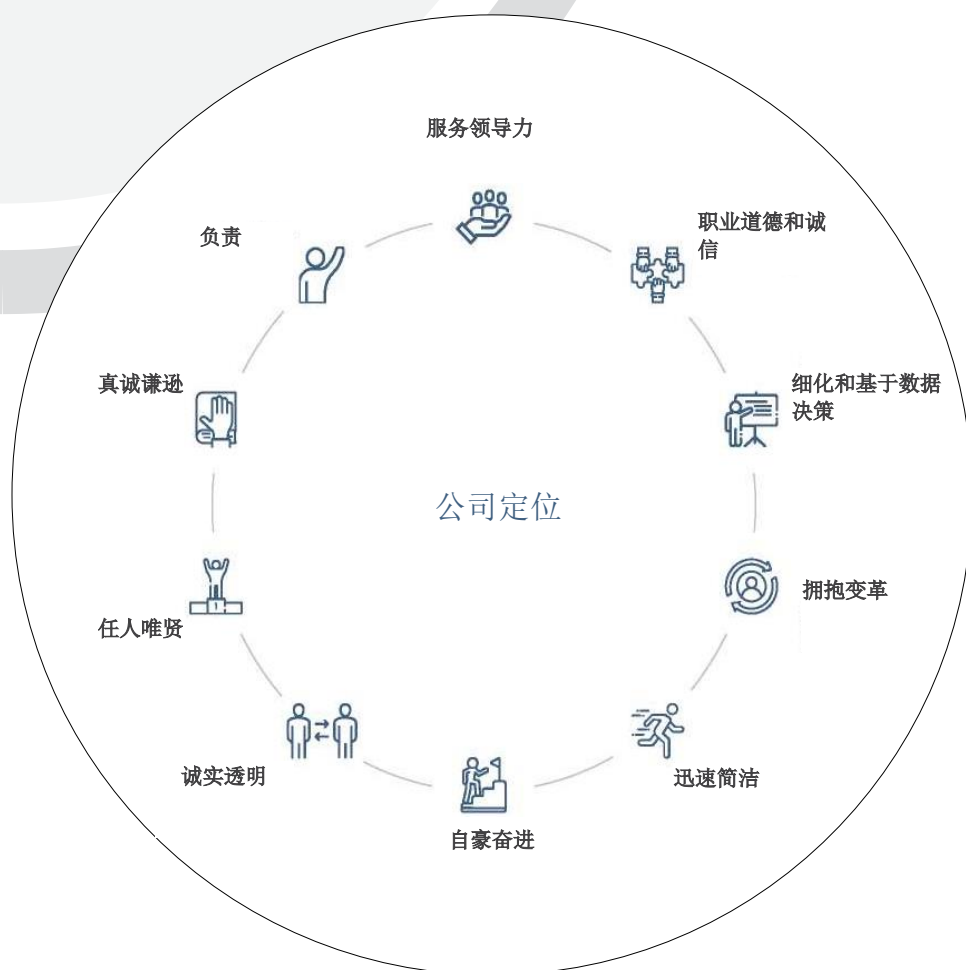 服务领导力
职业道德和诚
信
负责
细化和基于数据
决策
真诚谦逊
公司定位
拥抱变革
任人唯贤
诚实透明
迅速简洁
自豪奋进
1